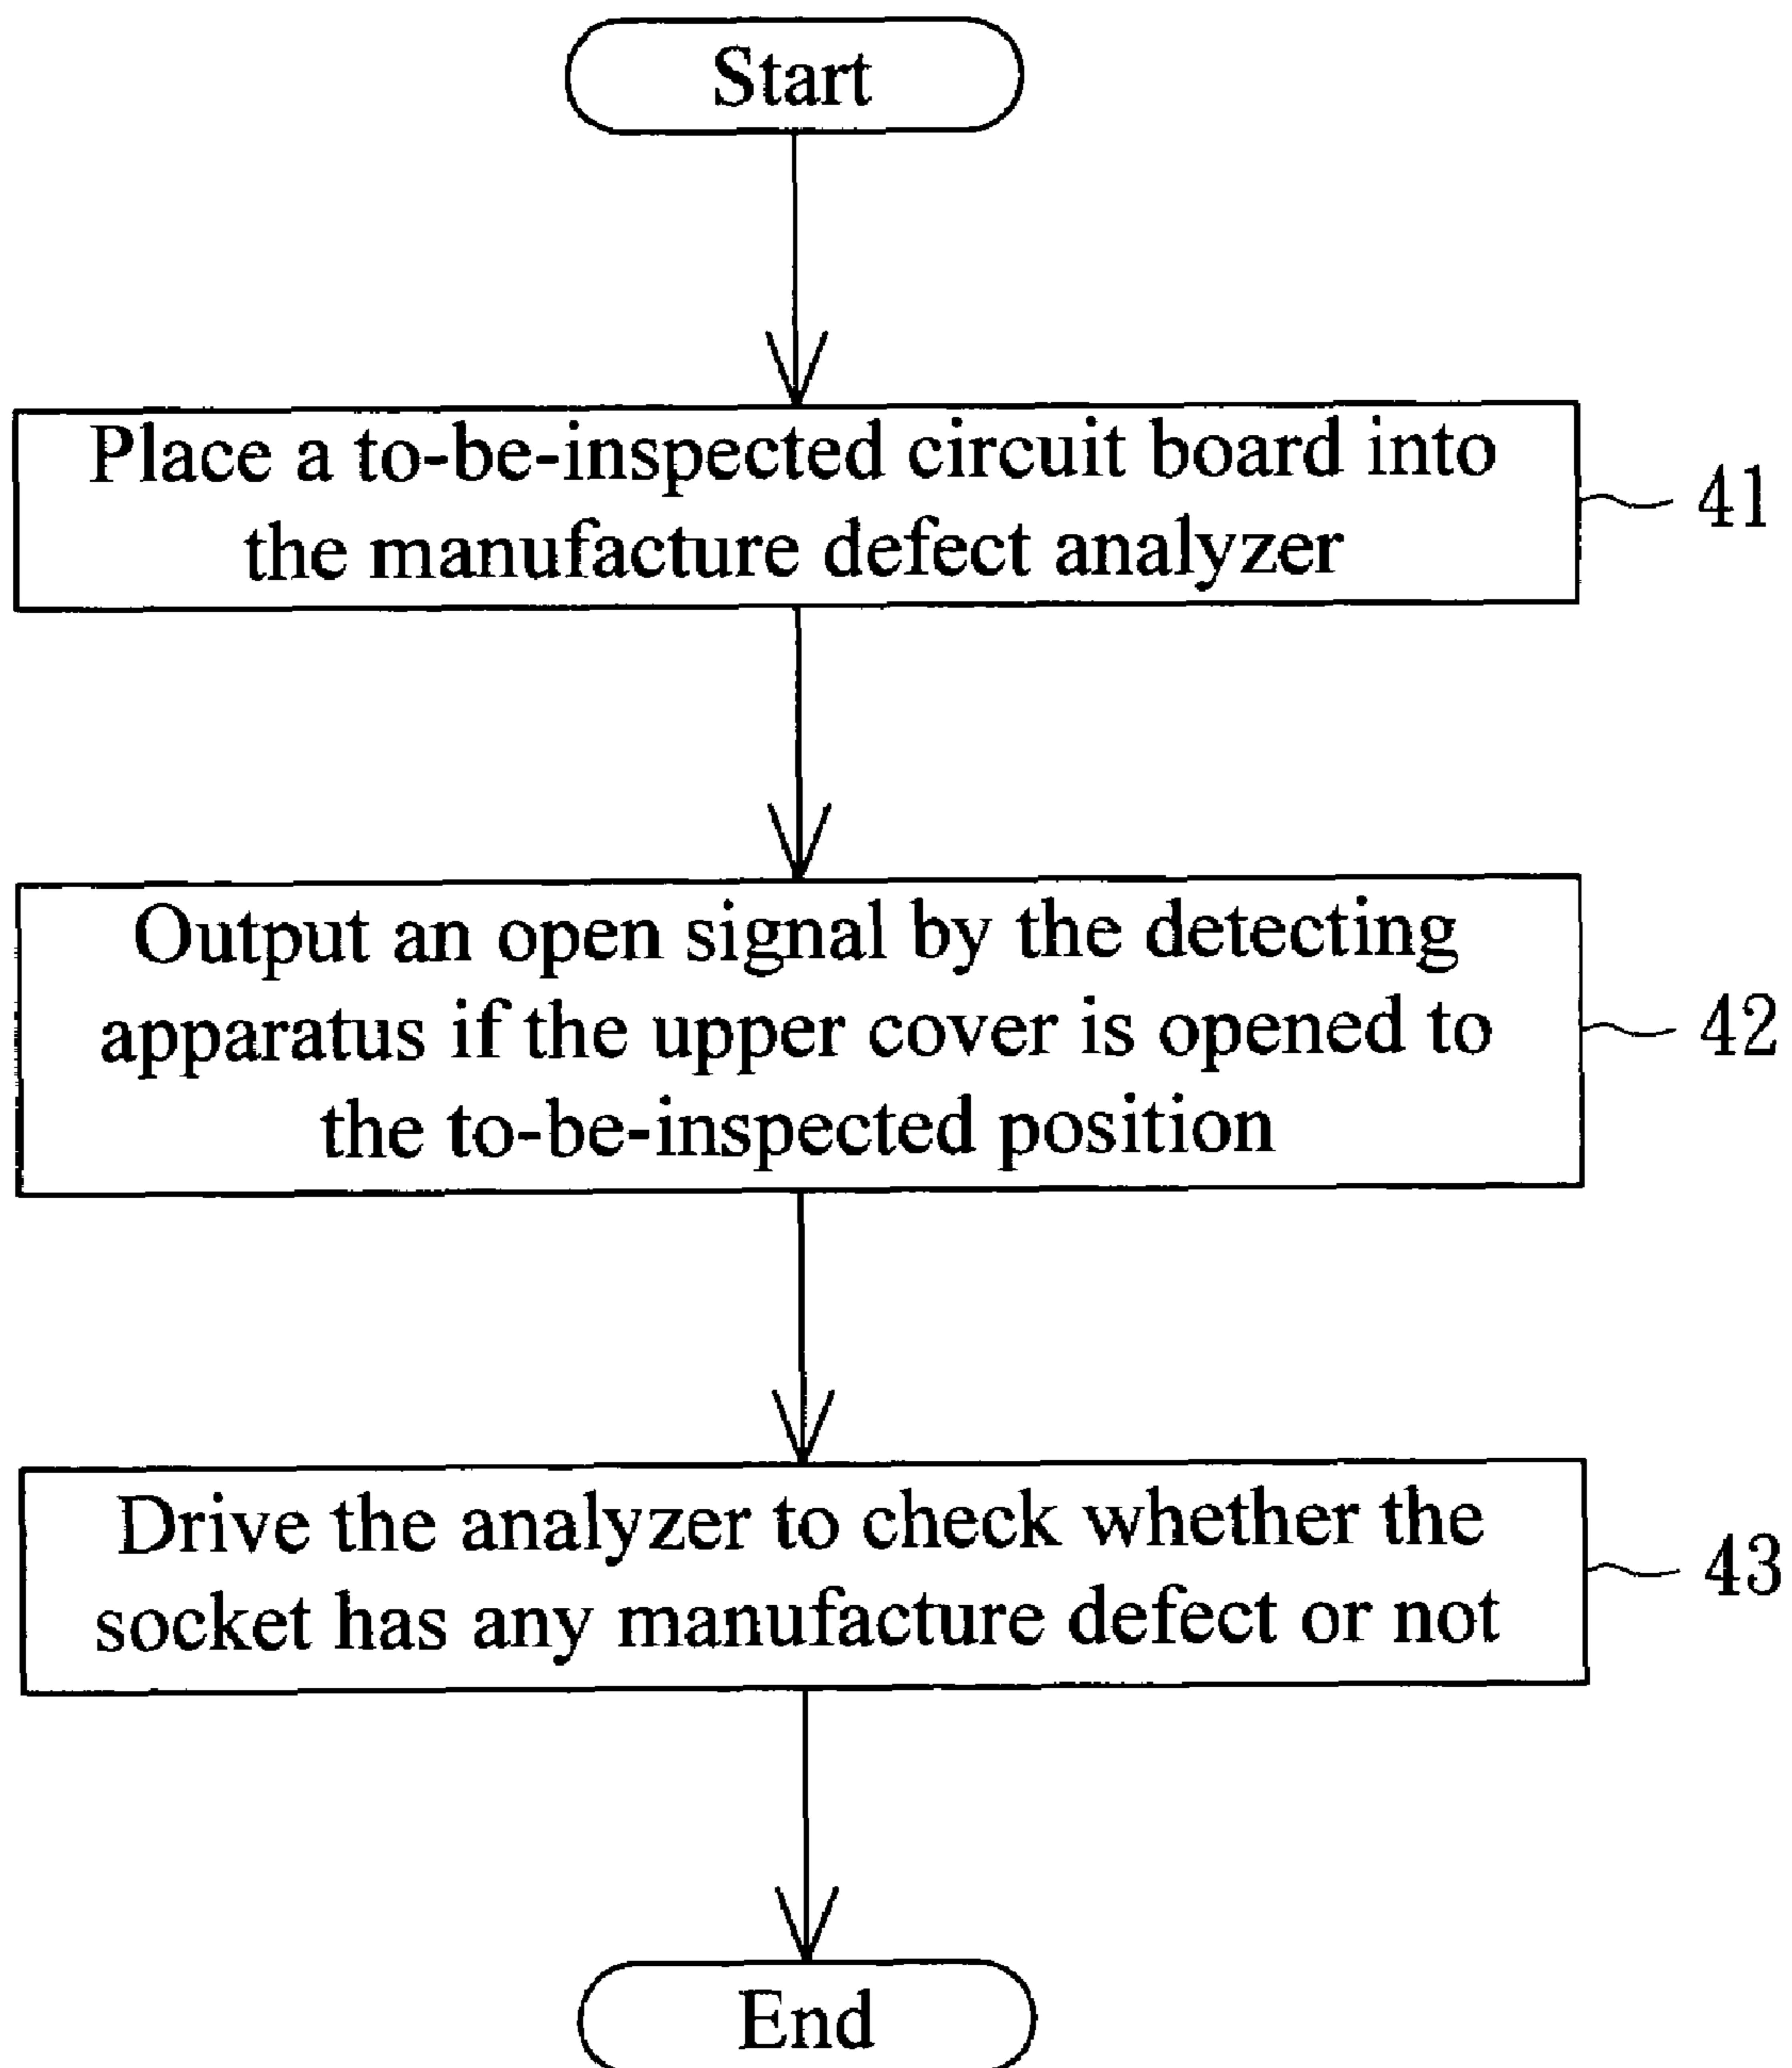 Start
Place a to-be-inspected circuit board into
the manufacture defect analyzer
41
Output an open signal by the detecting
apparatus if the upper cover is opened to
the to-be-inspected position
42
Drive the analyzer to check whether the
socket has any manufacture defect or not
43
End